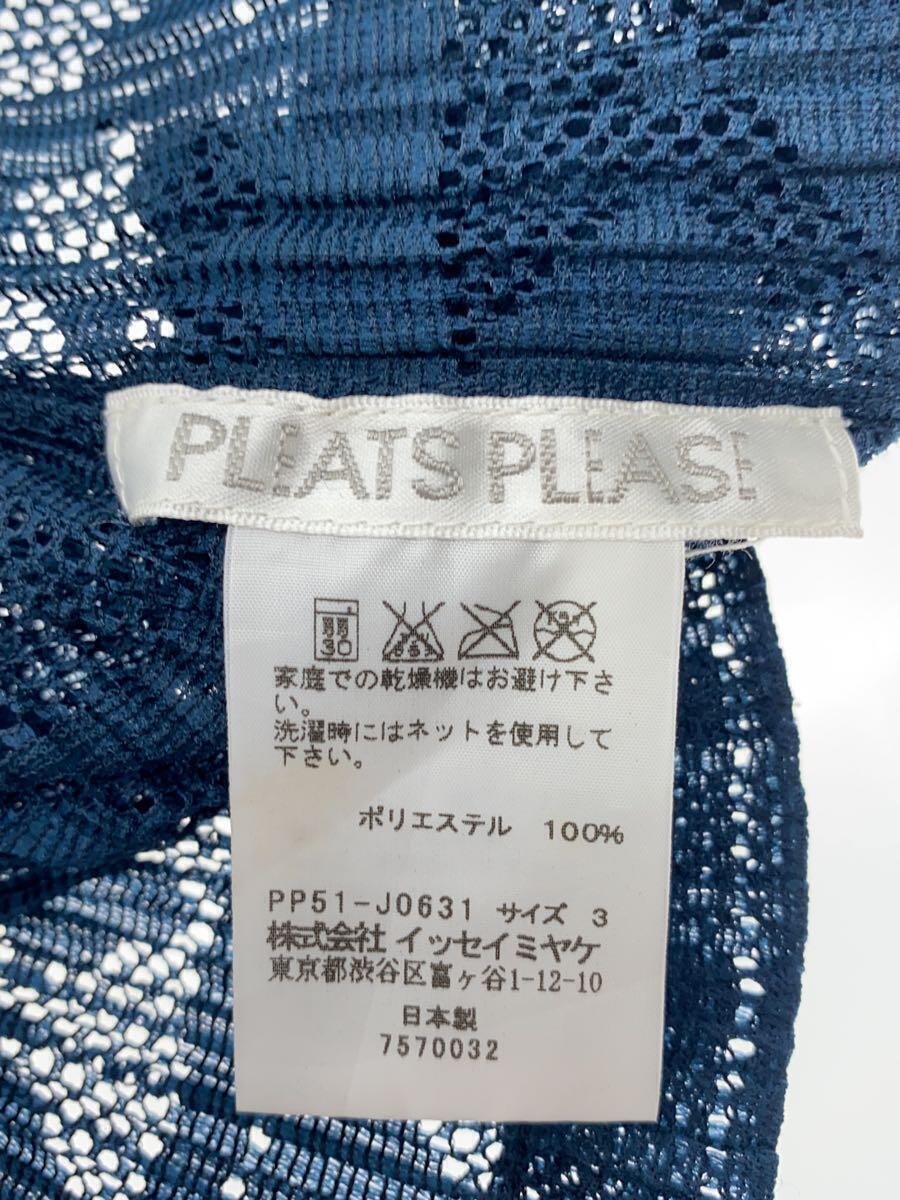 PLEATS PLEASE
弱
30
家庭での乾燥機はお避け下さ
い。
洗濯時にはネットを使用して
下さい。
ポリエステル 100%
PP51-J0631 サイズ 3
株式会社 イッセイミヤケ
東京都渋谷区富ヶ谷1-12-10
日本製
7570032